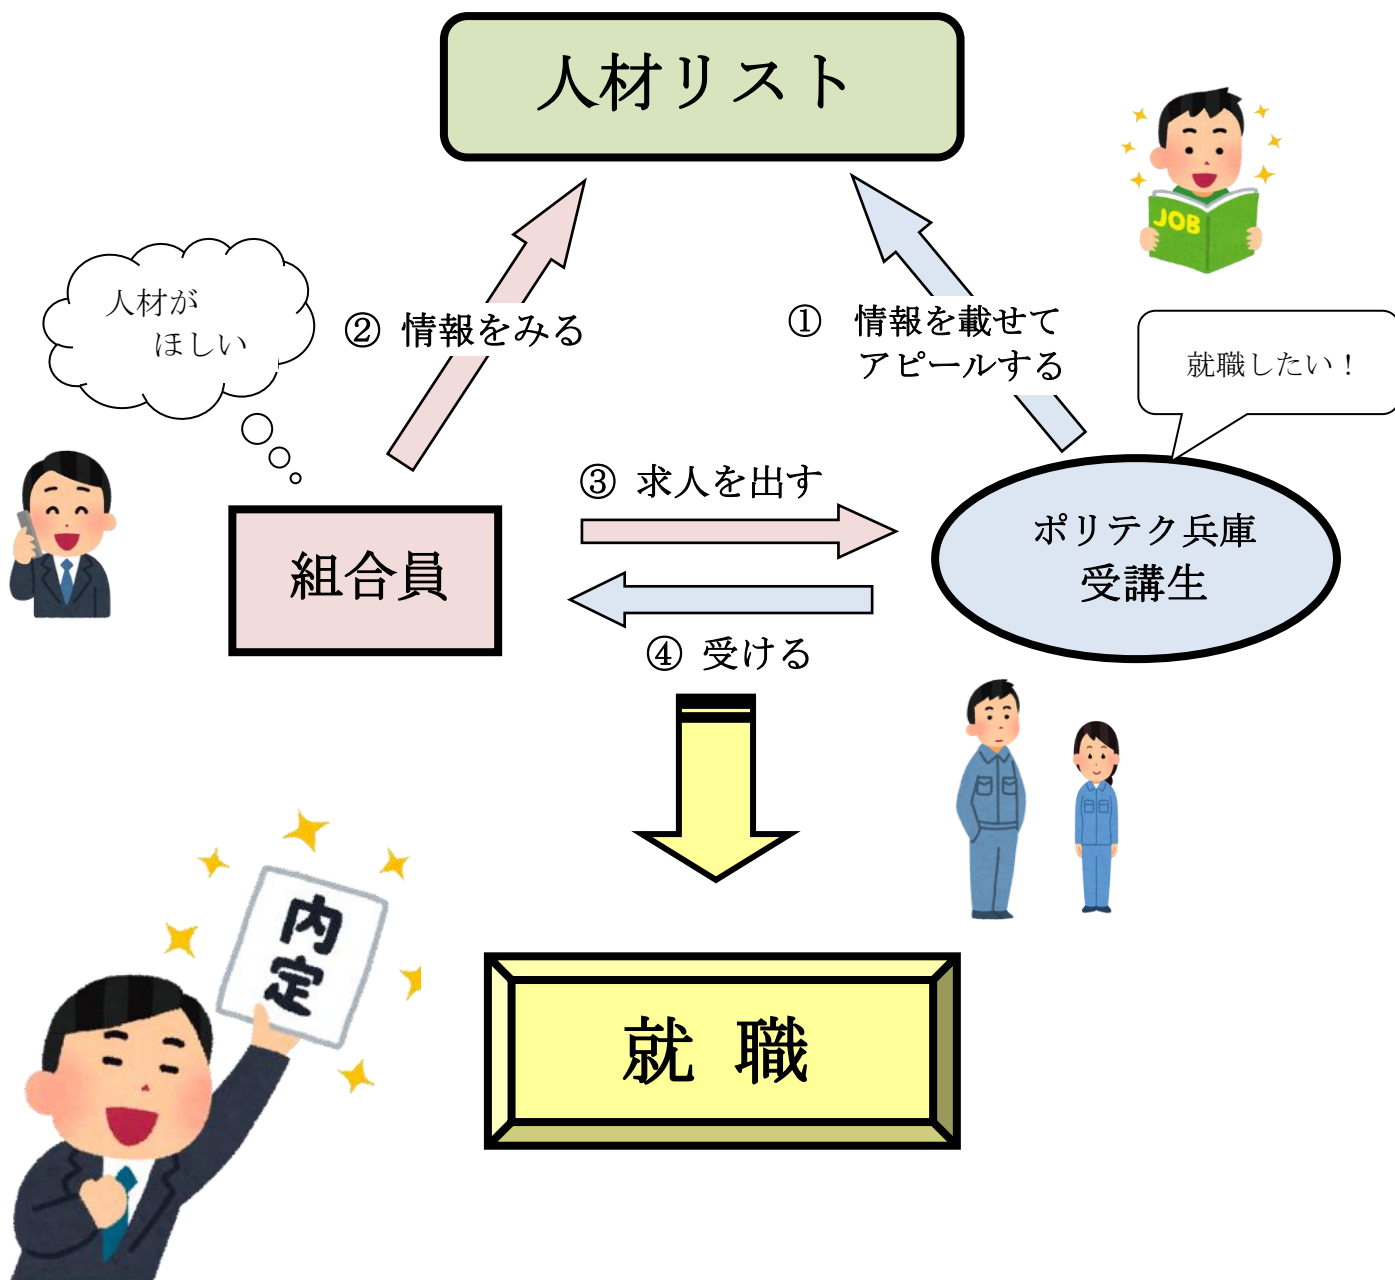 人材リスト
JOB
人材が
ほしい
② 情報をみる
① 情報を載せて
アピールする
就職したい！
③ 求人を出す
組合員
ポリテク兵庫
受講生
④ 受ける
内定
就 職